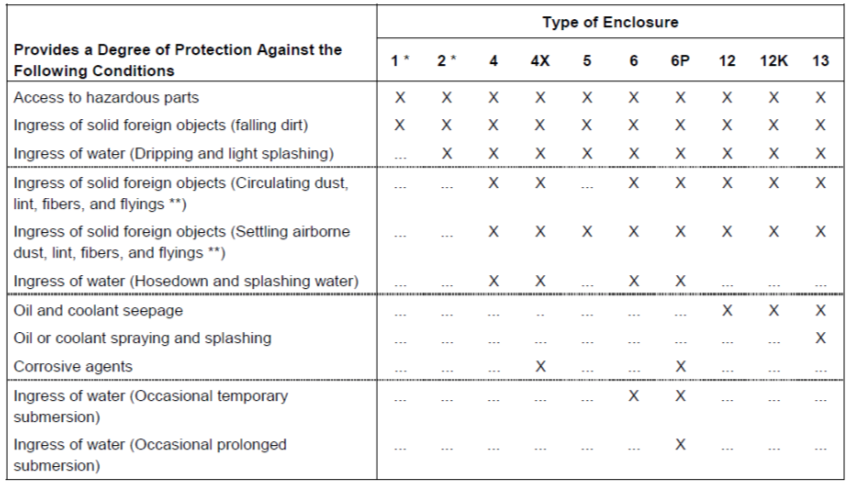 Type of Enclosure
Provides a Degree of Protection Against the
Following Conditions
1 * 2 * 4 4X 5 6 6P 12 12K 13
Access to hazardous parts X X X X X X X X X X
Ingress of solid foreign objects (falling dirt) X X X X X X X X X X
Ingress of water (Dripping and light splashing) ... X X X X X X X X X
Ingress of solid foreign objects (Circulating dust, ... ... X X ... X X X X X
lint, fibers, and flyings **)
Ingress of solid foreign objects (Settling airborne ... ... X X X X X X X X
dust, lint, fibers, and flyings **)
Ingress of water (Hosedown and splashing water) ... ... X X ... X X ... ... ...
Oil and coolant seepage ... ... ... .. ... ... ... X X X
Oil or coolant spraying and splashing ... ... ... ... ... ... ... ... ... X
Corrosive agents ... ... ... X ... ... X ... ... ...
Ingress of water (Occasional temporary ... ... ... ... ... X X ... ... ...
submersion)
Ingress of water (Occasional prolonged ... ... ... ... ... ... X ... ... ...
submersion)